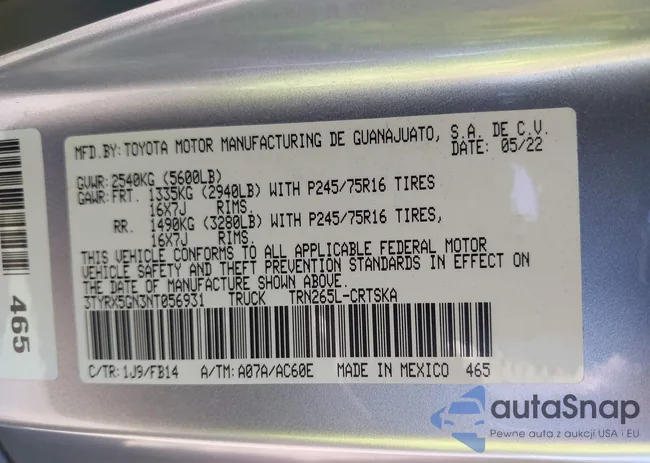 MFD.BY:TOYOTA MOTOR MANUFACTURING DE GUANAJUATO, S.A. DE C.V.
DATE: 05/22
GVWR:2540KG (5600LB)
GAWR:FRT. 1335KG (2940LB) WITH P245/75R16 TIRES
16X7J RIMS,
RR. 1490KG (3280LB) WITH P245/75R16 TIRES,
16X7J RIMS.
THIS VEHICLE CONFORMS TO ALL APPLICABLE FEDERAL MOTOR
VEHICLE SAFETY AND THEFT PREVENTION STANDARDS IN EFFECT ON
THE DATE OF MANUFACTURE SHOWN ABOVE.
3TYRX5GN3NT056931 TRUCK TRN265L-CRTSKA
C/TR:1J9/FB14 A/TM:A07A/AC60E MADE IN MEXICO 465
465
autaSnap
Pewne auta z aukcji USA i EU